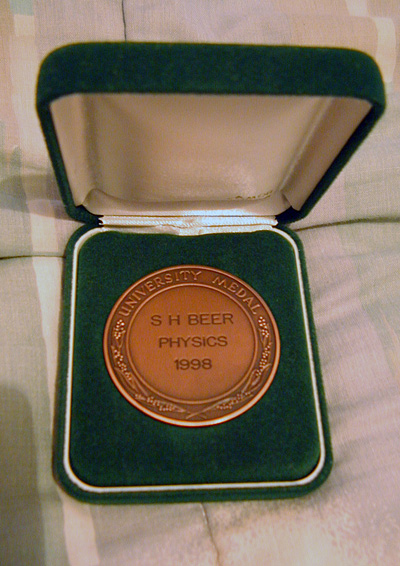 UNIVERSITY MEDAL
S H BEER
PHYSICS
1998